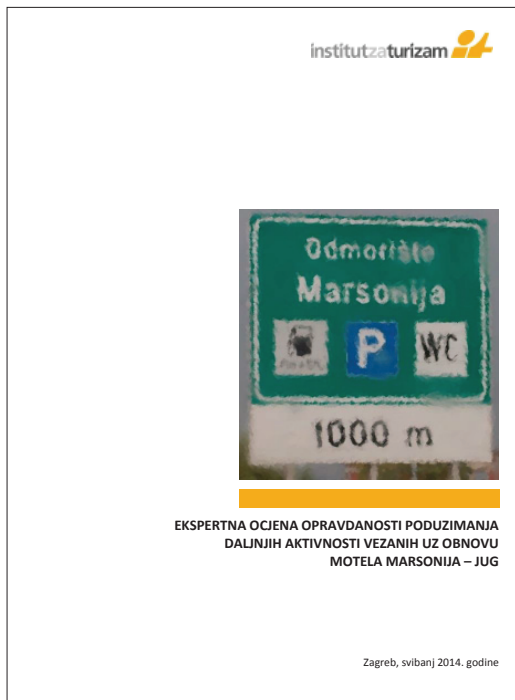 institutzaturizam
Odmorište
Marsonija
P
WC
1000 m
EKSPERTNA OCJENA OPRAVDANOSTI PODUZIMANJA
DALJNJIH AKTIVNOSTI VEZANIH UZ OBNOVU
MOTELA MARSONIJA – JUG
Zagreb, svibanj 2014. godine